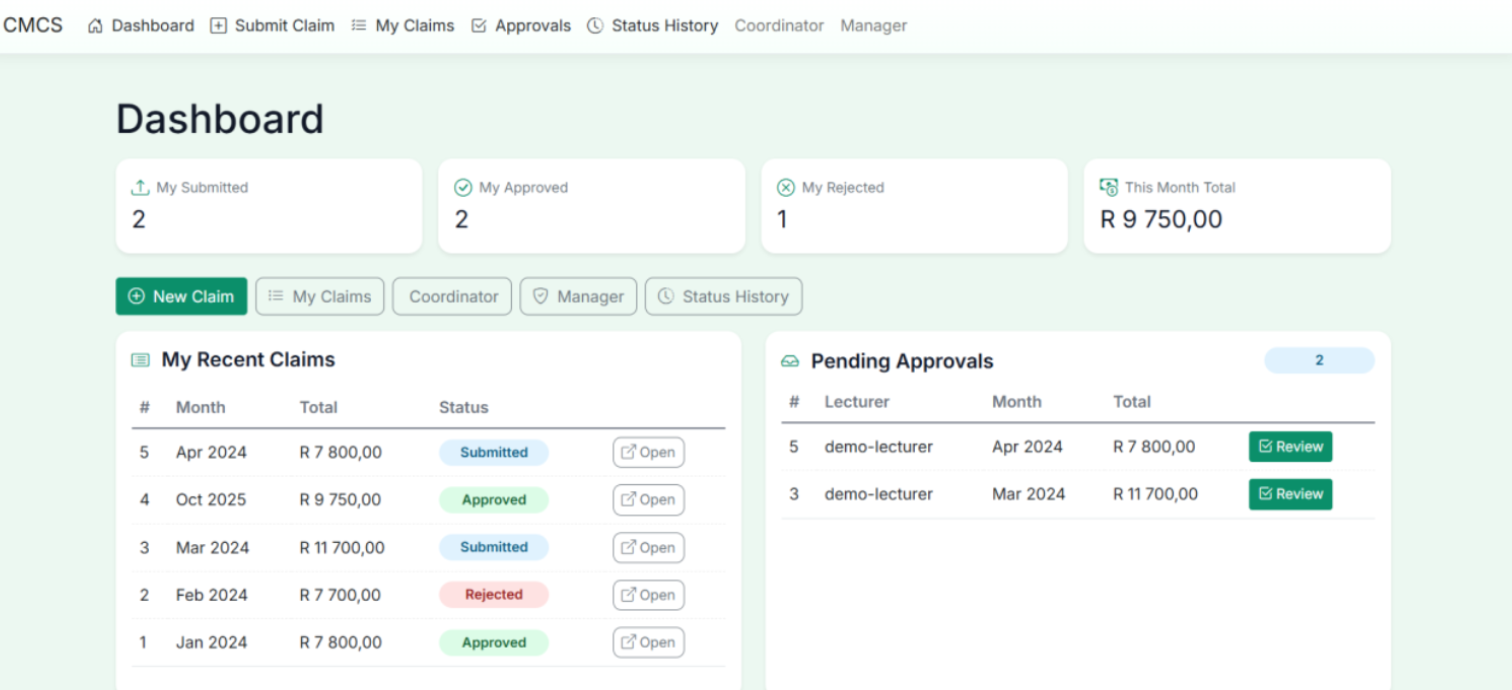 CMCS Dashboard Submit Claim My Claims Approvals Status History Coordinator Manager
Dashboard
My Submitted
2
My Approved
2
My Rejected
1
This Month Total
R 9 750,00
New Claim My Claims Coordinator Manager Status History
My Recent Claims
# Month Total Status
5 Apr 2024 R 7 800,00 Submitted Open
4 Oct 2025 R 9 750,00 Approved Open
3 Mar 2024 R 11 700,00 Submitted Open
2 Feb 2024 R 7 700,00 Rejected Open
1 Jan 2024 R 7 800,00 Approved Open
Pending Approvals 2
# Lecturer Month Total
5 demo-lecturer Apr 2024 R 7 800,00 Review
3 demo-lecturer Mar 2024 R 11 700,00 Review